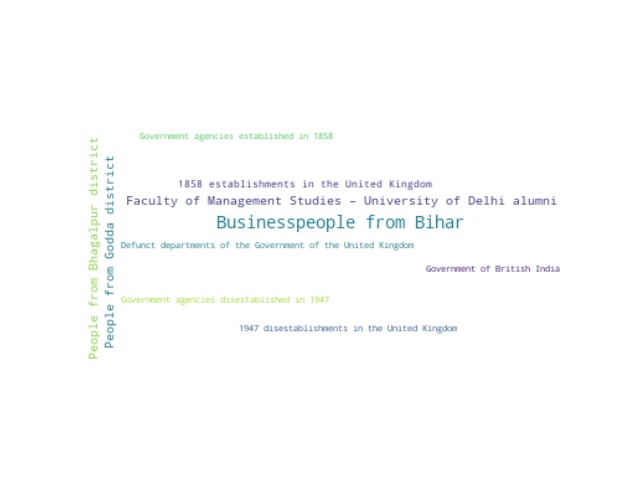 Government agencies established in 1858
People from Bhagalpur district
People from Godda district
1858 establishments in the United Kingdom
Faculty of Management Studies – University of Delhi alumni
Businesspeople from Bihar
Defunct departments of the Government of the United Kingdom
Government of British India
Government agencies disestablished in 1947
1947 disestablishments in the United Kingdom